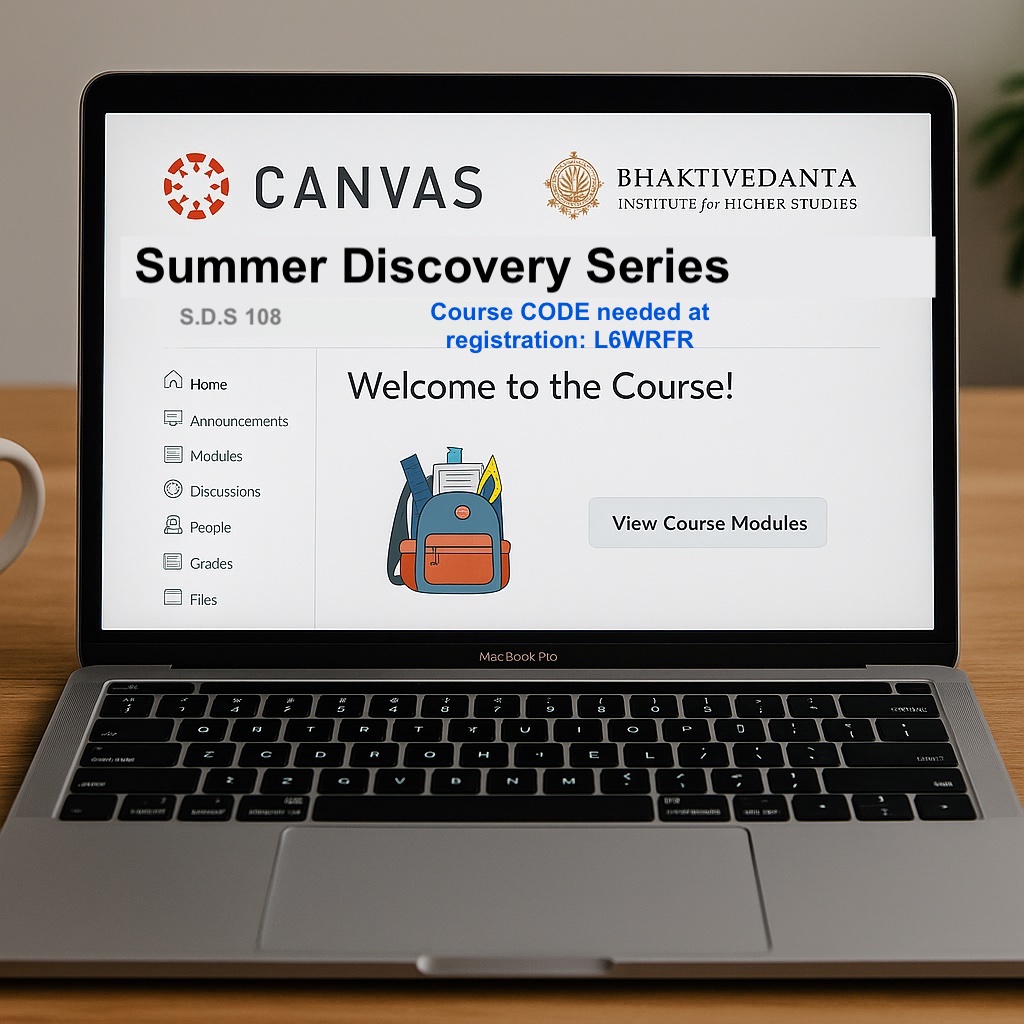 CANVAS
BHAKTIVEDANTA
INSTITUTE for HIGHER STUDIES
Summer Discovery Series
S.D.S 108
Course CODE needed at
registration: L6WRFR
Home
Welcome to the Course!
Announcements
Modules
Discussions
View Course Modules
People
Grades
Files
MacBook Pto